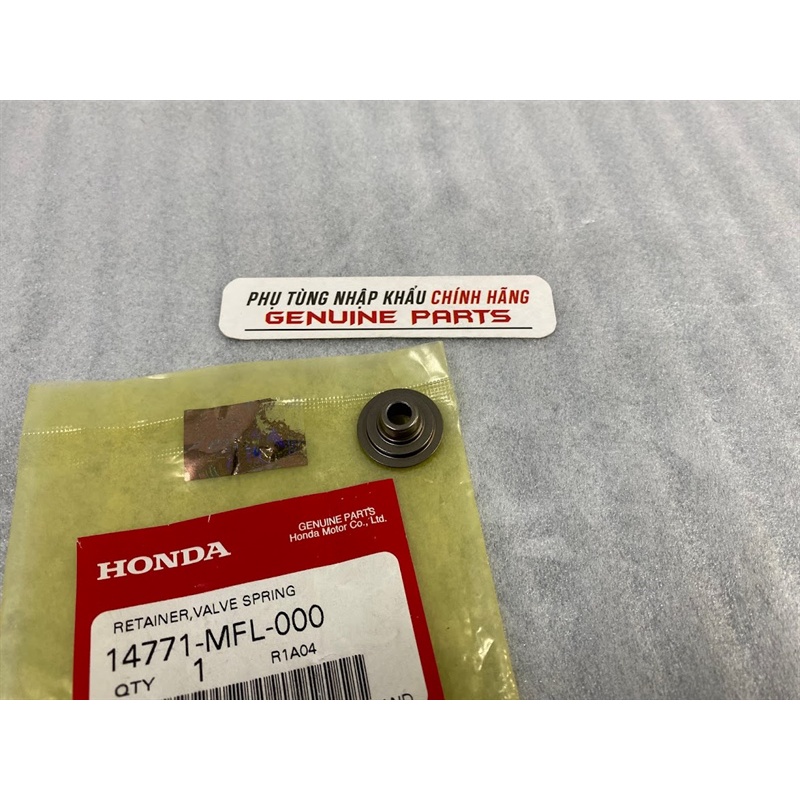 PHỤ TÙNG NHẬP KHẨU CHÍNH HÃNG
GENUINE PARTS
GENUINE PARTS
Honda Motor Co., Ltd.
HONDA
RETAINER,VALVE SPRING
14771-MFL-000
QTY 1 R1A04